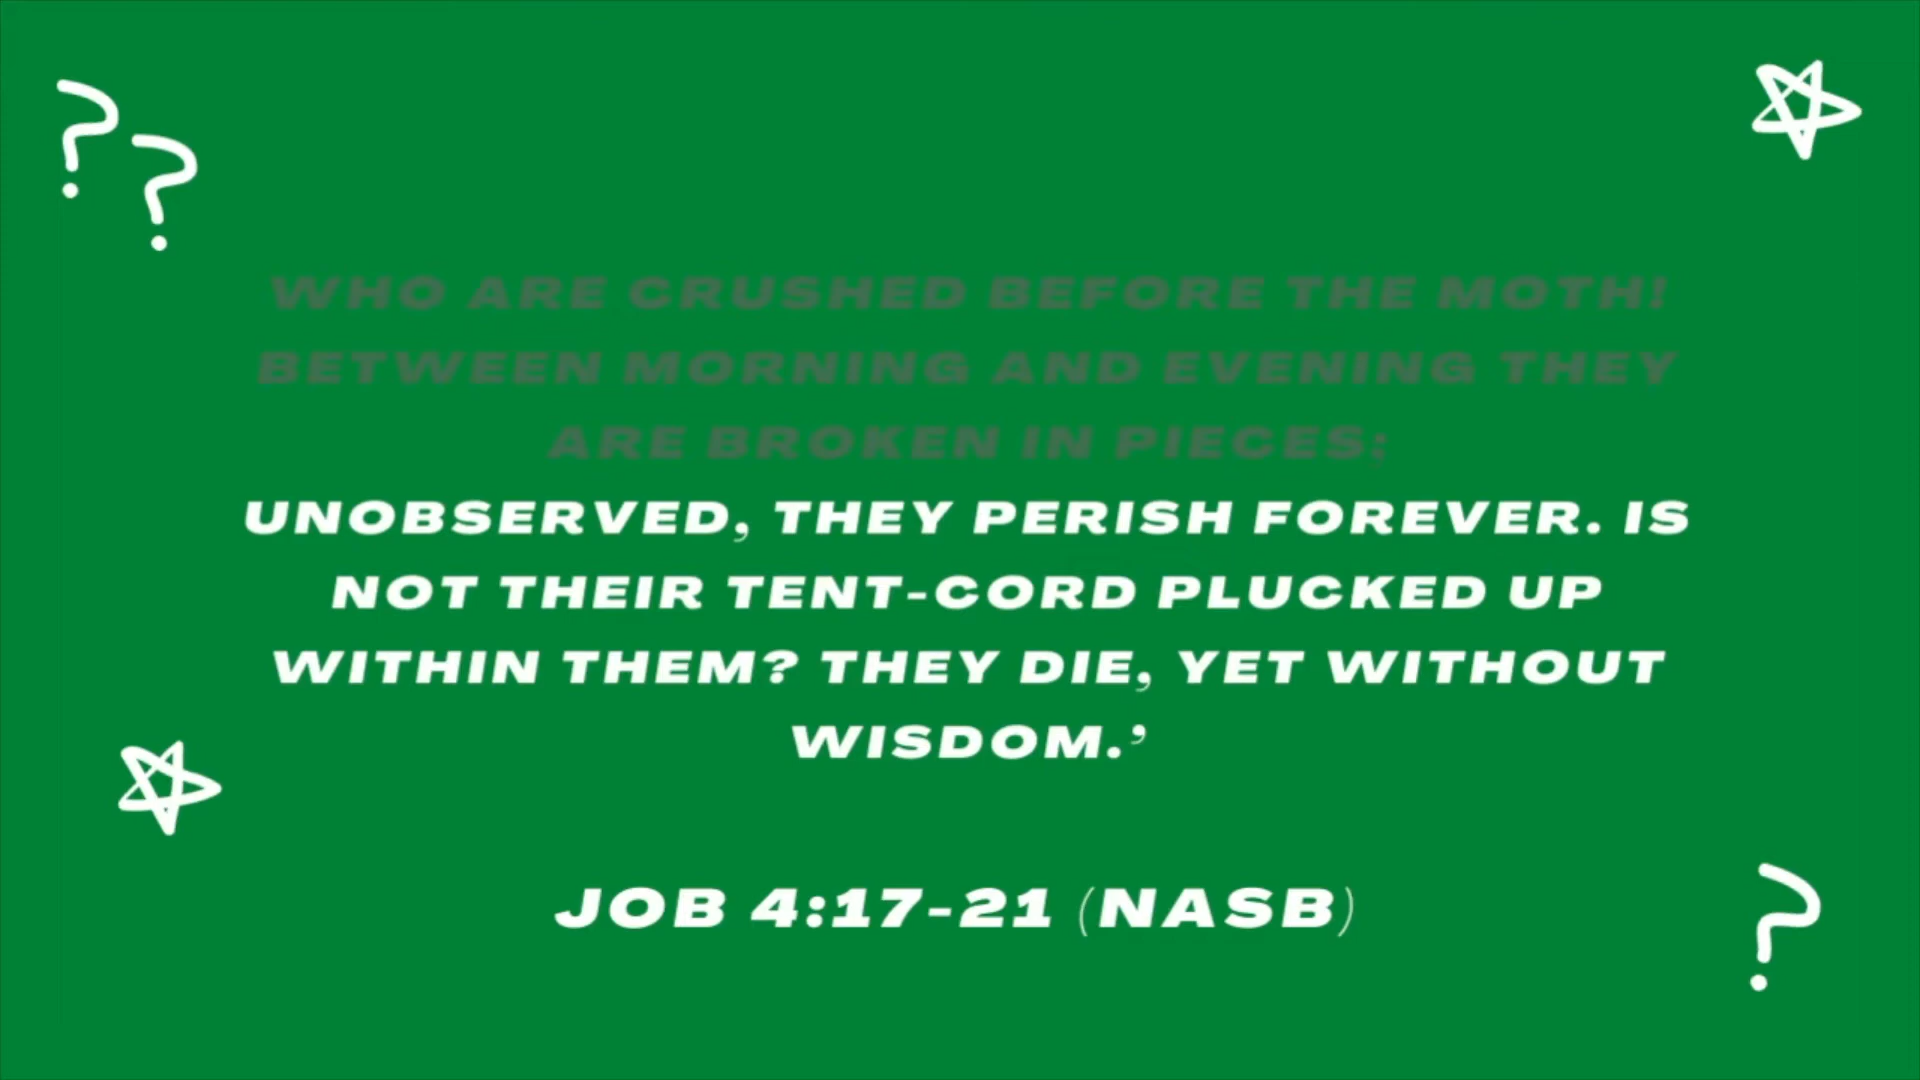 WHO ARE CRUSHED BEFORE THE MOTH!
BETWEEN MORNING AND EVENING THEY
ARE BROKEN IN PIECES;
UNOBSERVED, THEY PERISH FOREVER. IS
NOT THEIR TENT-CORD PLUCKED UP
WITHIN THEM? THEY DIE, YET WITHOUT
WISDOM.’
JOB 4:17-21 (NASB)